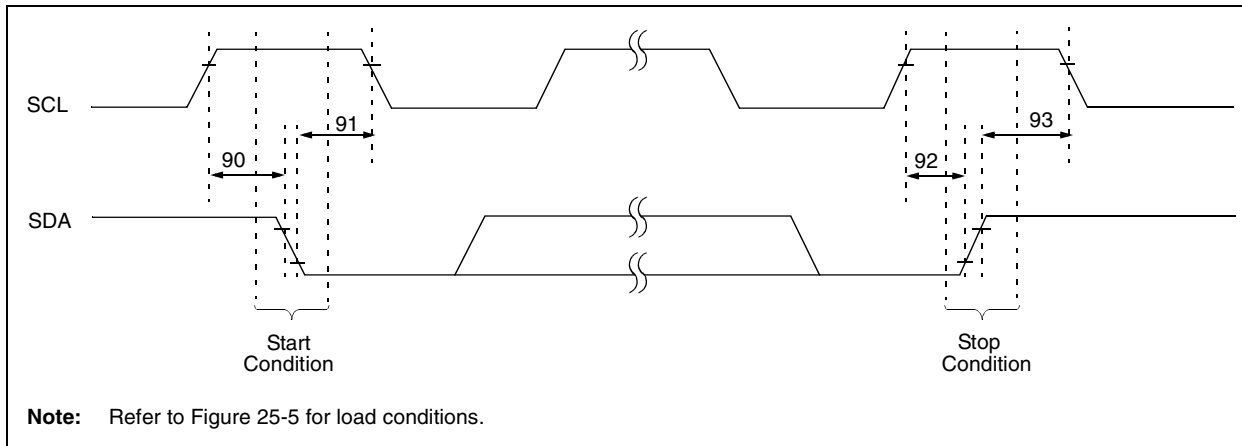 SCL
91
93
90
92
SDA
Start
Condition
Stop
Condition
Note: Refer to Figure 25-5 for load conditions.